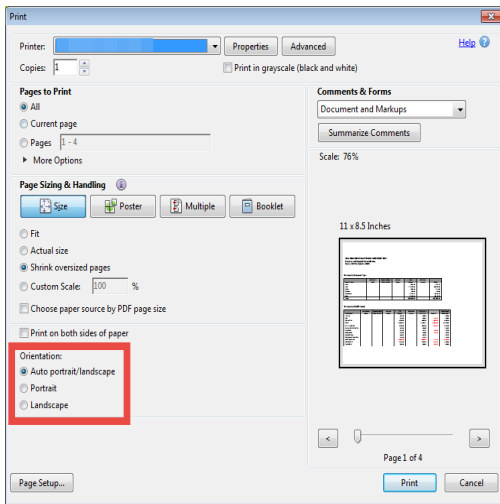 Print
Printer: Properties Advanced Help
Copies: 1 Print in grayscale (black and white)
Pages to Print
All
Current page
Pages 1 - 4
More Options
Page Sizing & Handling
Size Poster Multiple Booklet
Fit
Actual size
Shrink oversized pages
Custom Scale: 100 %
Choose paper source by PDF page size
Print on both sides of paper
Orientation:
Auto portrait/landscape
Portrait
Landscape
Comments & Forms
Document and Markups
Summarize Comments
Scale: 76%
11 x 8.5 Inches
< >
Page 1 of 4
Page Setup... Print Cancel